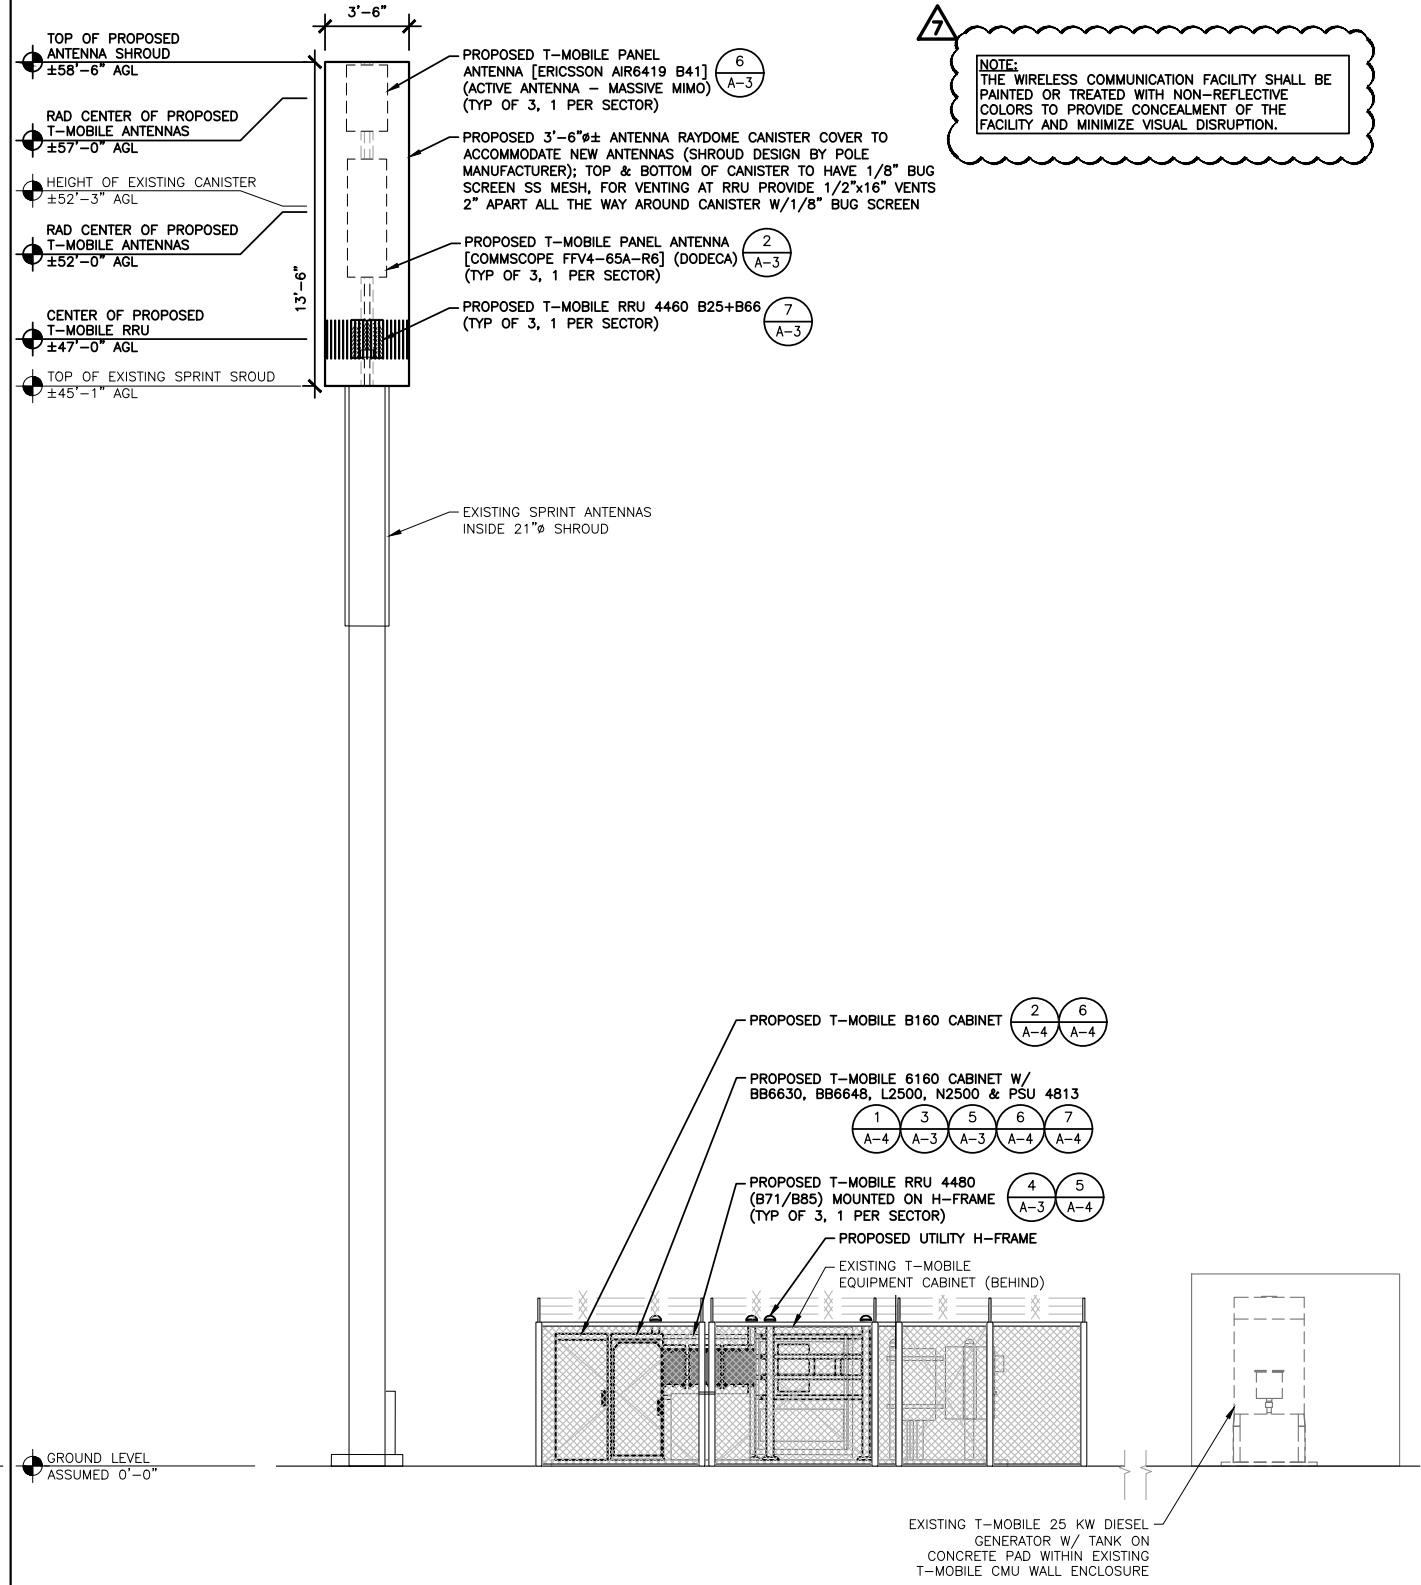 3'-6"
TOP OF PROPOSED
ANTENNA SHROUD
±58'-6" AGL
RAD CENTER OF PROPOSED
T-MOBILE ANTENNAS
±57'-0" AGL
HEIGHT OF EXISTING CANISTER
±52'-3" AGL
RAD CENTER OF PROPOSED
T-MOBILE ANTENNAS
±52'-0" AGL
13'-6"
CENTER OF PROPOSED
T-MOBILE RRU
±47'-0" AGL
TOP OF EXISTING SPRINT SROUD
±45'-1" AGL
PROPOSED T-MOBILE PANEL
ANTENNA [ERICSSON AIR6419 B41]
(ACTIVE ANTENNA - MASSIVE MIMO)
(TYP OF 3, 1 PER SECTOR)
6
A-3
PROPOSED 3'-6"ø± ANTENNA RAYDOME CANISTER COVER TO
ACCOMMODATE NEW ANTENNAS (SHROUD DESIGN BY POLE
MANUFACTURER); TOP & BOTTOM OF CANISTER TO HAVE 1/8" BUG
SCREEN SS MESH, FOR VENTING AT RRU PROVIDE 1/2"x16" VENTS
2" APART ALL THE WAY AROUND CANISTER W/1/8" BUG SCREEN
PROPOSED T-MOBILE PANEL ANTENNA
[COMMSCOPE FFV4-65A-R6] (DODECA)
(TYP OF 3, 1 PER SECTOR)
2
A-3
PROPOSED T-MOBILE RRU 4460 B25+B66
(TYP OF 3, 1 PER SECTOR)
7
A-3
7
NOTE:
THE WIRELESS COMMUNICATION FACILITY SHALL BE
PAINTED OR TREATED WITH NON-REFLECTIVE
COLORS TO PROVIDE CONCEALMENT OF THE
FACILITY AND MINIMIZE VISUAL DISRUPTION.
EXISTING SPRINT ANTENNAS
INSIDE 21"ø SHROUD
PROPOSED T-MOBILE B160 CABINET
2 6
A-4 A-4
PROPOSED T-MOBILE 6160 CABINET W/
BB6630, BB6648, L2500, N2500 & PSU 4813
1 3 5 6 7
A-4 A-3 A-3 A-4 A-4
PROPOSED T-MOBILE RRU 4480
(B71/B85) MOUNTED ON H-FRAME
(TYP OF 3, 1 PER SECTOR)
4 5
A-3 A-4
PROPOSED UTILITY H-FRAME
EXISTING T-MOBILE
EQUIPMENT CABINET (BEHIND)
GROUND LEVEL
ASSUMED 0'-0"
EXISTING T-MOBILE 25 KW DIESEL
GENERATOR W/ TANK ON
CONCRETE PAD WITHIN EXISTING
T-MOBILE CMU WALL ENCLOSURE